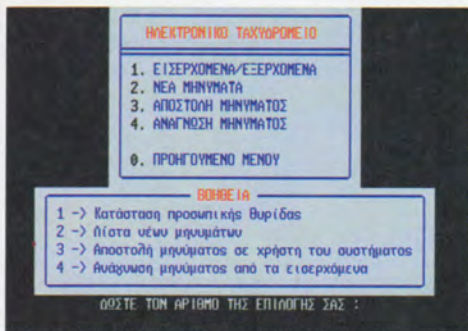 ΗΛΕΚΤΡΟΝΙΚΟ ΤΑΧΥΔΡΟΜΕΙΟ
1. ΕΙΣΕΡΧΟΜΕΝΑ/ΕΞΕΡΧΟΜΕΝΑ
2. ΝΕΑ ΜΗΝΥΜΑΤΑ
3. ΑΠΟΣΤΟΛΗ ΜΗΝΥΜΑΤΟΣ
4. ΑΝΑΓΝΩΣΗ ΜΗΝΥΜΑΤΟΣ
0. ΠΡΟΗΓΟΥΜΕΝΟ ΜΕΝΟΥ
ΒΟΗΘΕΙΑ
1 -> Κατάσταση προσωπικής θυρίδας
2 -> Λίστα νέων μηνυμάτων
3 -> Αποστολή μηνύματος σε χρήστη του συστήματος
4 -> Ανάγνωση μηνύματος από τα εισερχόμενα
ΔΩΣΤΕ ΤΟΝ ΑΡΙΘΜΟ ΤΗΣ ΕΠΙΛΟΓΗΣ ΣΑΣ :